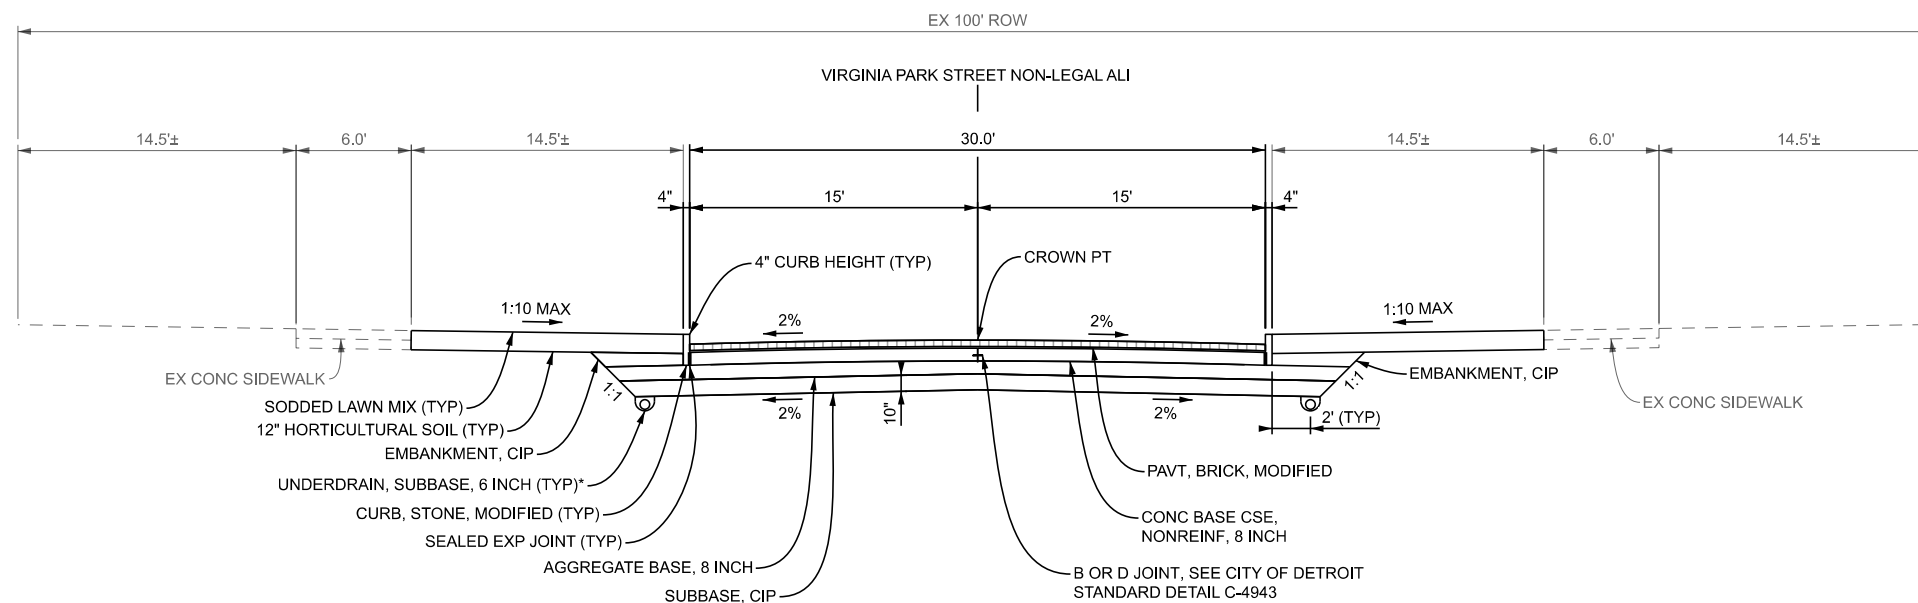 EX 100' ROW
VIRGINIA PARK STREET NON-LEGAL ALI
14.5'±
6.0'
14.5'±
30.0'
14.5'±
6.0'
14.5'±
4"
15'
15'
4"
4" CURB HEIGHT (TYP)
CROWN PT
1:10 MAX
1:10 MAX
2%
2%
EX CONC SIDEWALK
1:1
1:1
EMBANKMENT, CIP
SODDED LAWN MIX (TYP)
10"
2%
2%
2' (TYP)
EX CONC SIDEWALK
12" HORTICULTURAL SOIL (TYP)
EMBANKMENT, CIP
PAVT, BRICK, MODIFIED
UNDERDRAIN, SUBBASE, 6 INCH (TYP)*
CURB, STONE, MODIFIED (TYP)
CONC BASE CSE,
NONREINF, 8 INCH
SEALED EXP JOINT (TYP)
AGGREGATE BASE, 8 INCH
B OR D JOINT, SEE CITY OF DETROIT
STANDARD DETAIL C-4943
SUBBASE, CIP